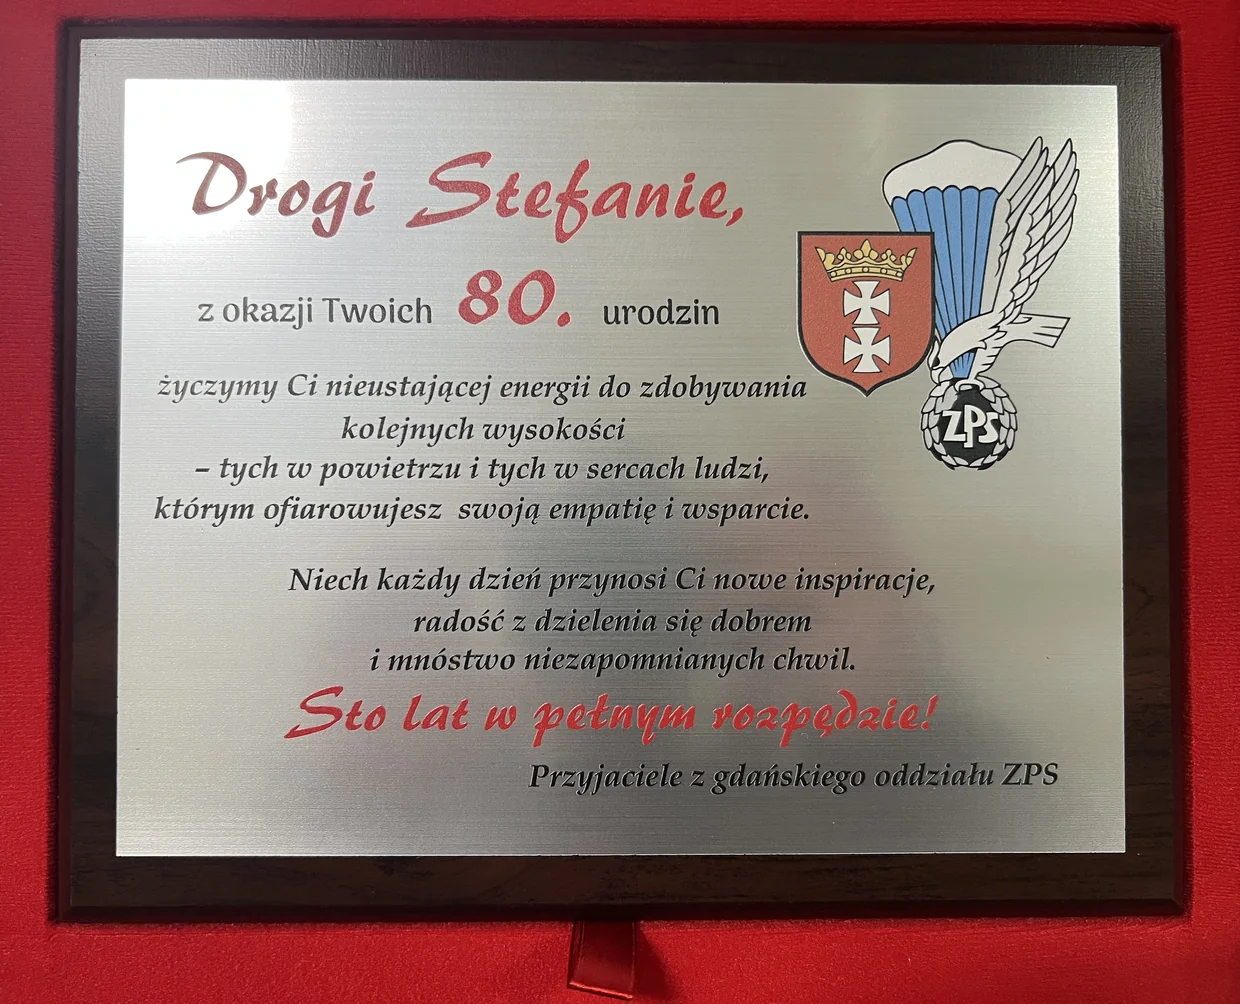 Drogi Stefanie,
z okazji Twoich 80. urodzin
życzymy Ci nieustającej energii do zdobywania
kolejnych wysokości
– tych w powietrzu i tych w sercach ludzi,
którym ofiarowujesz swoją empatię i wsparcie.
Niech każdy dzień przynosi Ci nowe inspiracje,
radość z dzielenia się dobrem
i mnóstwo niezapomnianych chwil.
Sto lat w pełnym rozpędzie!
Przyjaciele z gdańskiego oddziału ZPS
ZPS